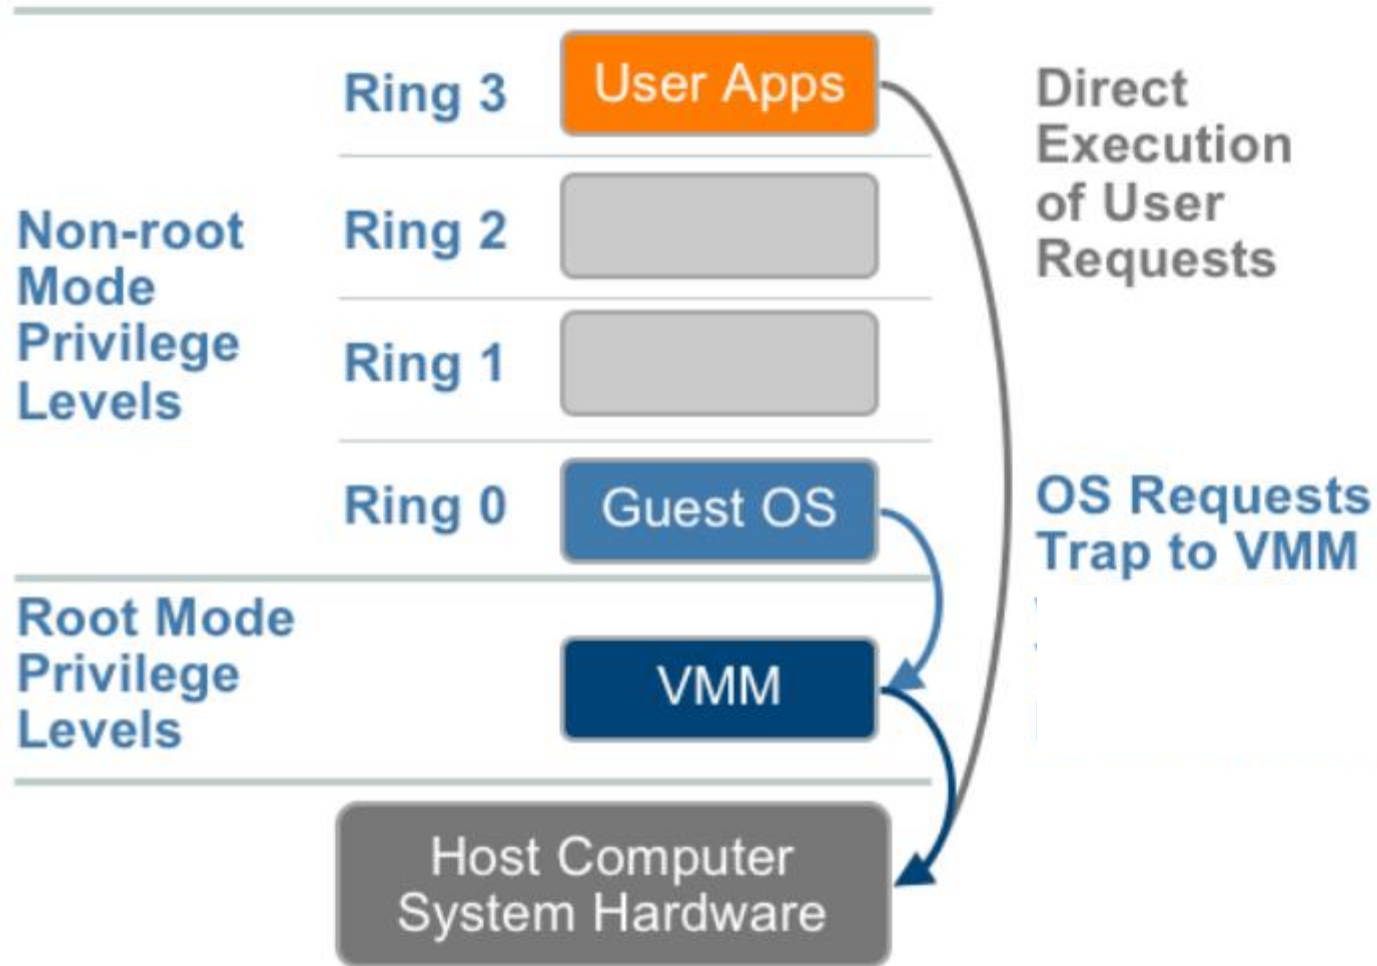 Ring 3
User Apps
Direct
Execution
of User
Requests
Non-root
Mode
Privilege
Levels
Ring 2
Ring 1
Ring 0
Guest OS
OS Requests
Trap to VMM
Root Mode
Privilege
Levels
VMM
Host Computer
System Hardware